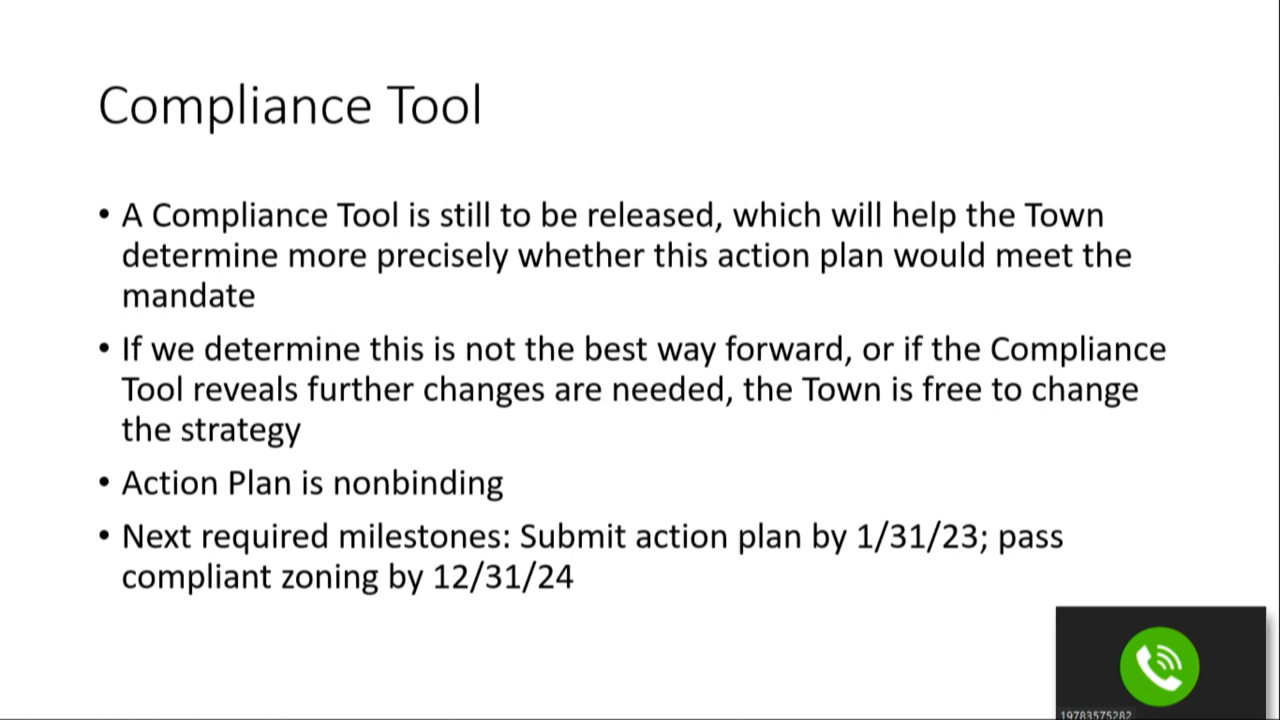 Compliance Tool
• A Compliance Tool is still to be released, which will help the Town
determine more precisely whether this action plan would meet the
mandate
• If we determine this is not the best way forward, or if the Compliance
Tool reveals further changes are needed, the Town is free to change
the strategy
• Action Plan is nonbinding
• Next required milestones: Submit action plan by 1/31/23; pass
compliant zoning by 12/31/24
19783575282